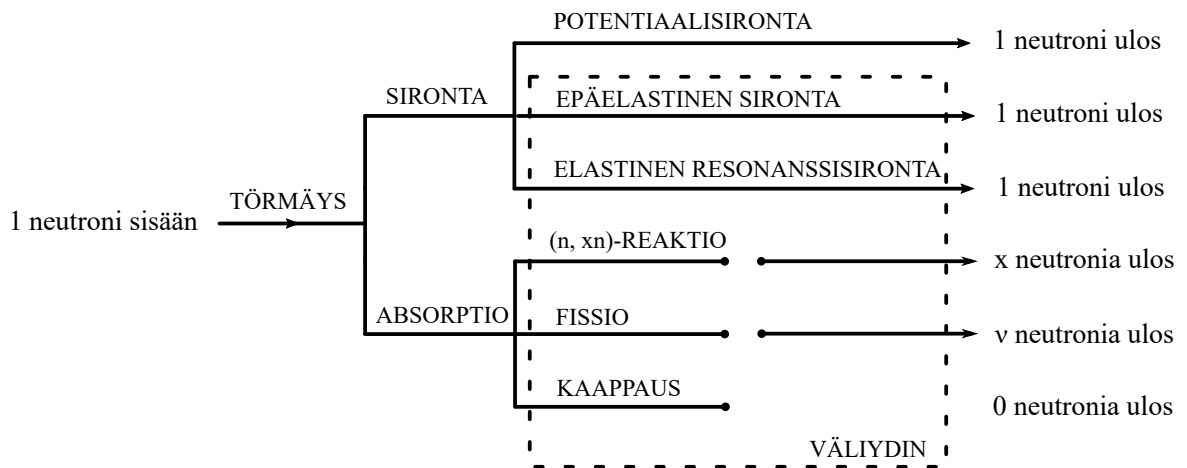 POTENTIAALISIRONTA
1 neutroni ulos
SIRONTA
EPÄELASTINEN SIRONTA
1 neutroni ulos
ELASTINEN RESONANSSISIRONTA
1 neutroni ulos
1 neutroni sisään
TÖRMÄYS
(n, xn)-REAKTIO
x neutronia ulos
ABSORPTIO
FISSIO
ν neutronia ulos
KAAPPAUS
0 neutronia ulos
VÄLIYDIN